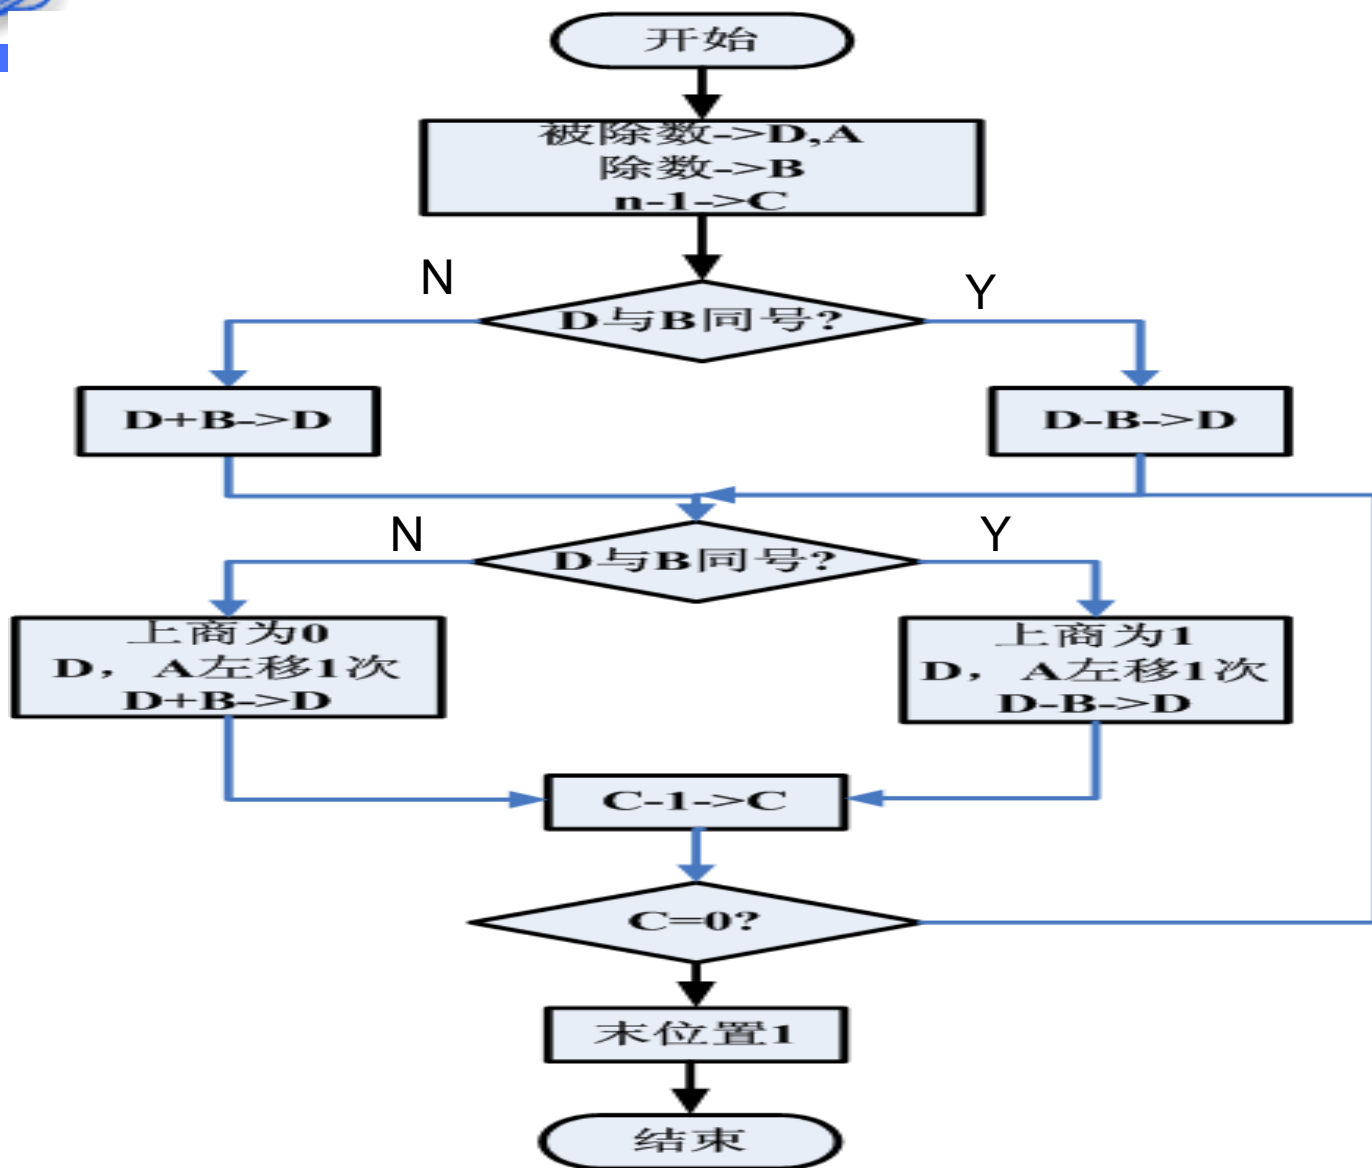 开始
被除数->D,A
除数->B
n-1->C
N
Y
D与B同号?
D+B->D
D-B->D
N
Y
D与B同号?
上商为0
D，A左移1次
D+B->D
上商为1
D，A左移1次
D-B->D
C-1->C
C=0?
末位置1
结束